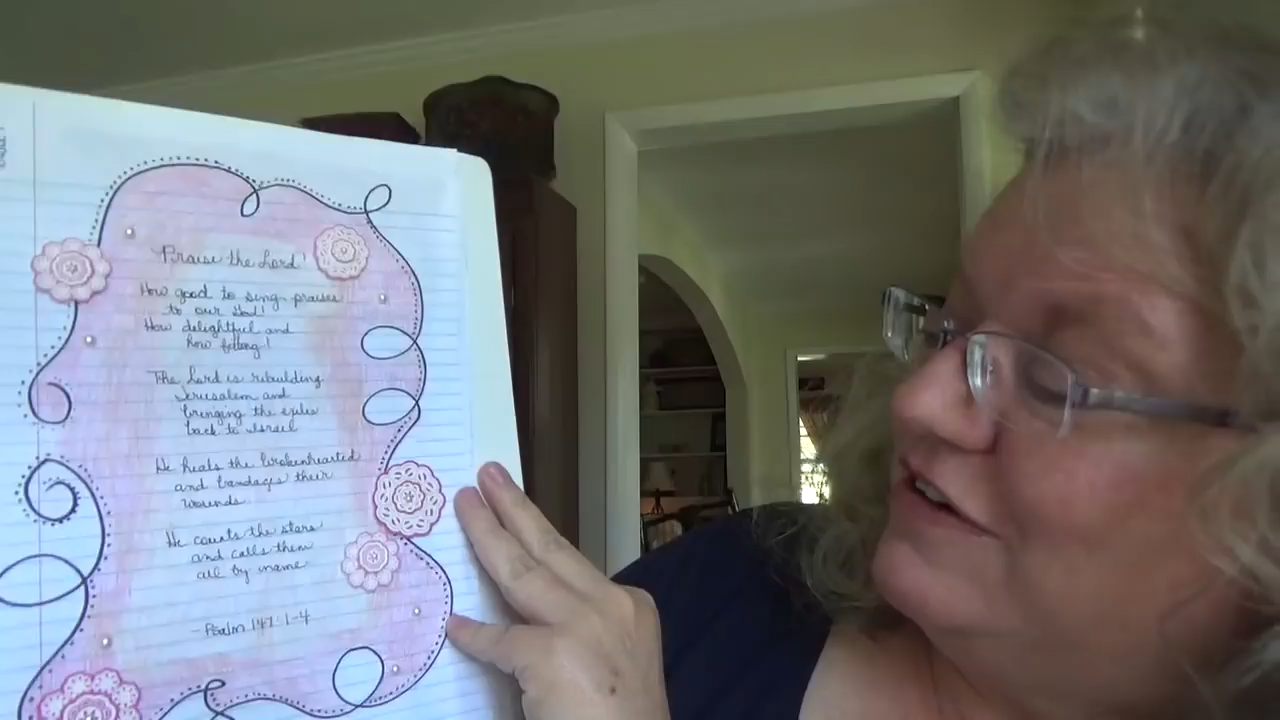 Praise the Lord!
How good to sing praises
to our God!
How delightful and
how fitting!
The Lord is rebuilding
Jerusalem and
bringing the exiles
back to Israel
He heals the brokenhearted
and bandages their
wounds.
He counts the stars
and calls them
all by name
-Psalm 147:1-4